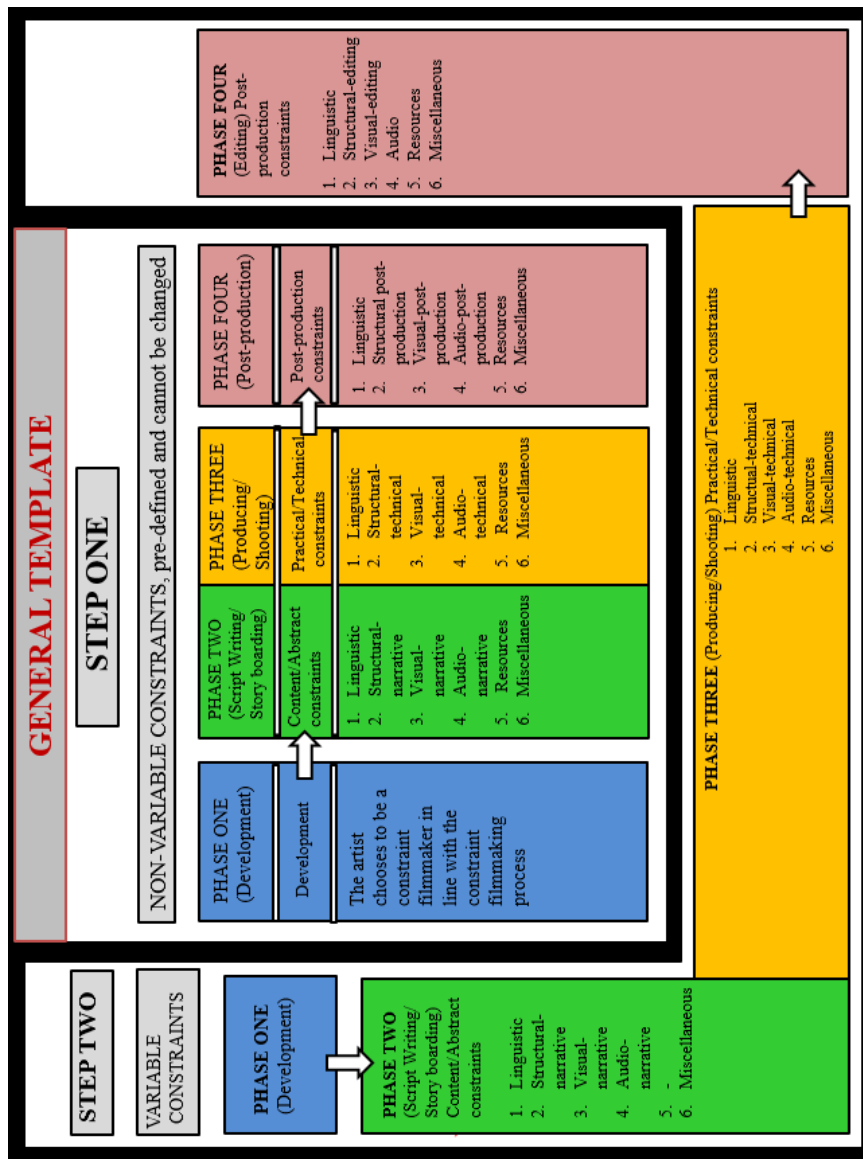 GENERAL TEMPLATE
STEP ONE
NON-VARIABLE CONSTRAINTS, pre-defined and cannot be changed
PHASE ONE
(Development)
Development
The artist
chooses to be a
constraint
filmmaker in
line with the
constraint
filmmaking
process
PHASE TWO
(Script Writing/
Story boarding)
Content/Abstract
constraints
1. Linguistic
2. Structural-
narrative
3. Visual-
narrative
4. Audio-
narrative
5. Resources
6. Miscellaneous
PHASE THREE
(Producing/
Shooting)
Practical/Technical
constraints
1. Linguistic
2. Structural-
technical
3. Visual-
technical
4. Audio-
technical
5. Resources
6. Miscellaneous
PHASE FOUR
(Post-production)
Post-production
constraints
1. Linguistic
2. Structural post-
production
3. Visual-post-
production
4. Audio-post-
production
5. Resources
6. Miscellaneous
STEP TWO
VARIABLE
CONSTRAINTS
PHASE ONE
(Development)
PHASE TWO
(Script Writing/
Story boarding)
Content/Abstract
constraints
1. Linguistic
2. Structural-
narrative
3. Visual-
narrative
4. Audio-
narrative
5. -
6. Miscellaneous
PHASE THREE (Producing/Shooting) Practical/Technical constraints
1. Linguistic
2. Structual-technical
3. Visual-technical
4. Audio-technical
5. Resources
6. Miscellaneous
PHASE FOUR
(Editing) Post-
production
constraints
1. Linguistic
2. Structural-editing
3. Visual-editing
4. Audio
5. Resources
6. Miscellaneous